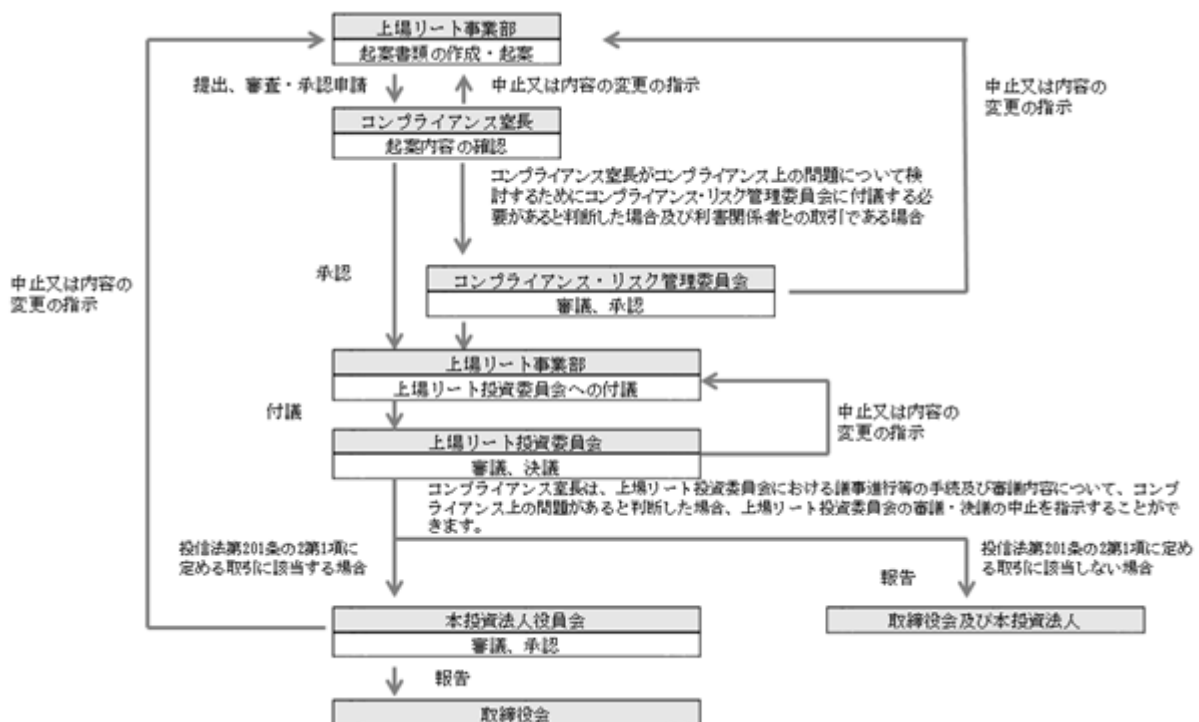 上場リート事業部
起案書類の作成・起案
提出、審査・承認申請
中止又は内容の変更の指示
中止又は内容の
変更の指示
コンプライアンス室長
起案内容の確認
コンプライアンス室長がコンプライアンス上の問題について検
討するためにコンプライアンス・リスク管理委員会に付議する必
要があると判断した場合及び利害関係者との取引である場合
中止又は内容の
変更の指示
承認
コンプライアンス・リスク管理委員会
審議、承認
上場リート事業部
上場リート投資委員会への付議
付議
中止又は内容の
変更の指示
上場リート投資委員会
審議、決議
コンプライアンス室長は、上場リート投資委員会における議事進行等の手続及び審議内容について、コンプ
ライアンス上の問題があると判断した場合、上場リート投資委員会の審議・決議の中止を指示することがで
きます。
投信法第201条の2第1項に
定める取引に該当する場合
投信法第201条の2第1項に定め
る取引に該当しない場合
報告
本投資法人役員会
審議、承認
取締役会及び本投資法人
報告
取締役会